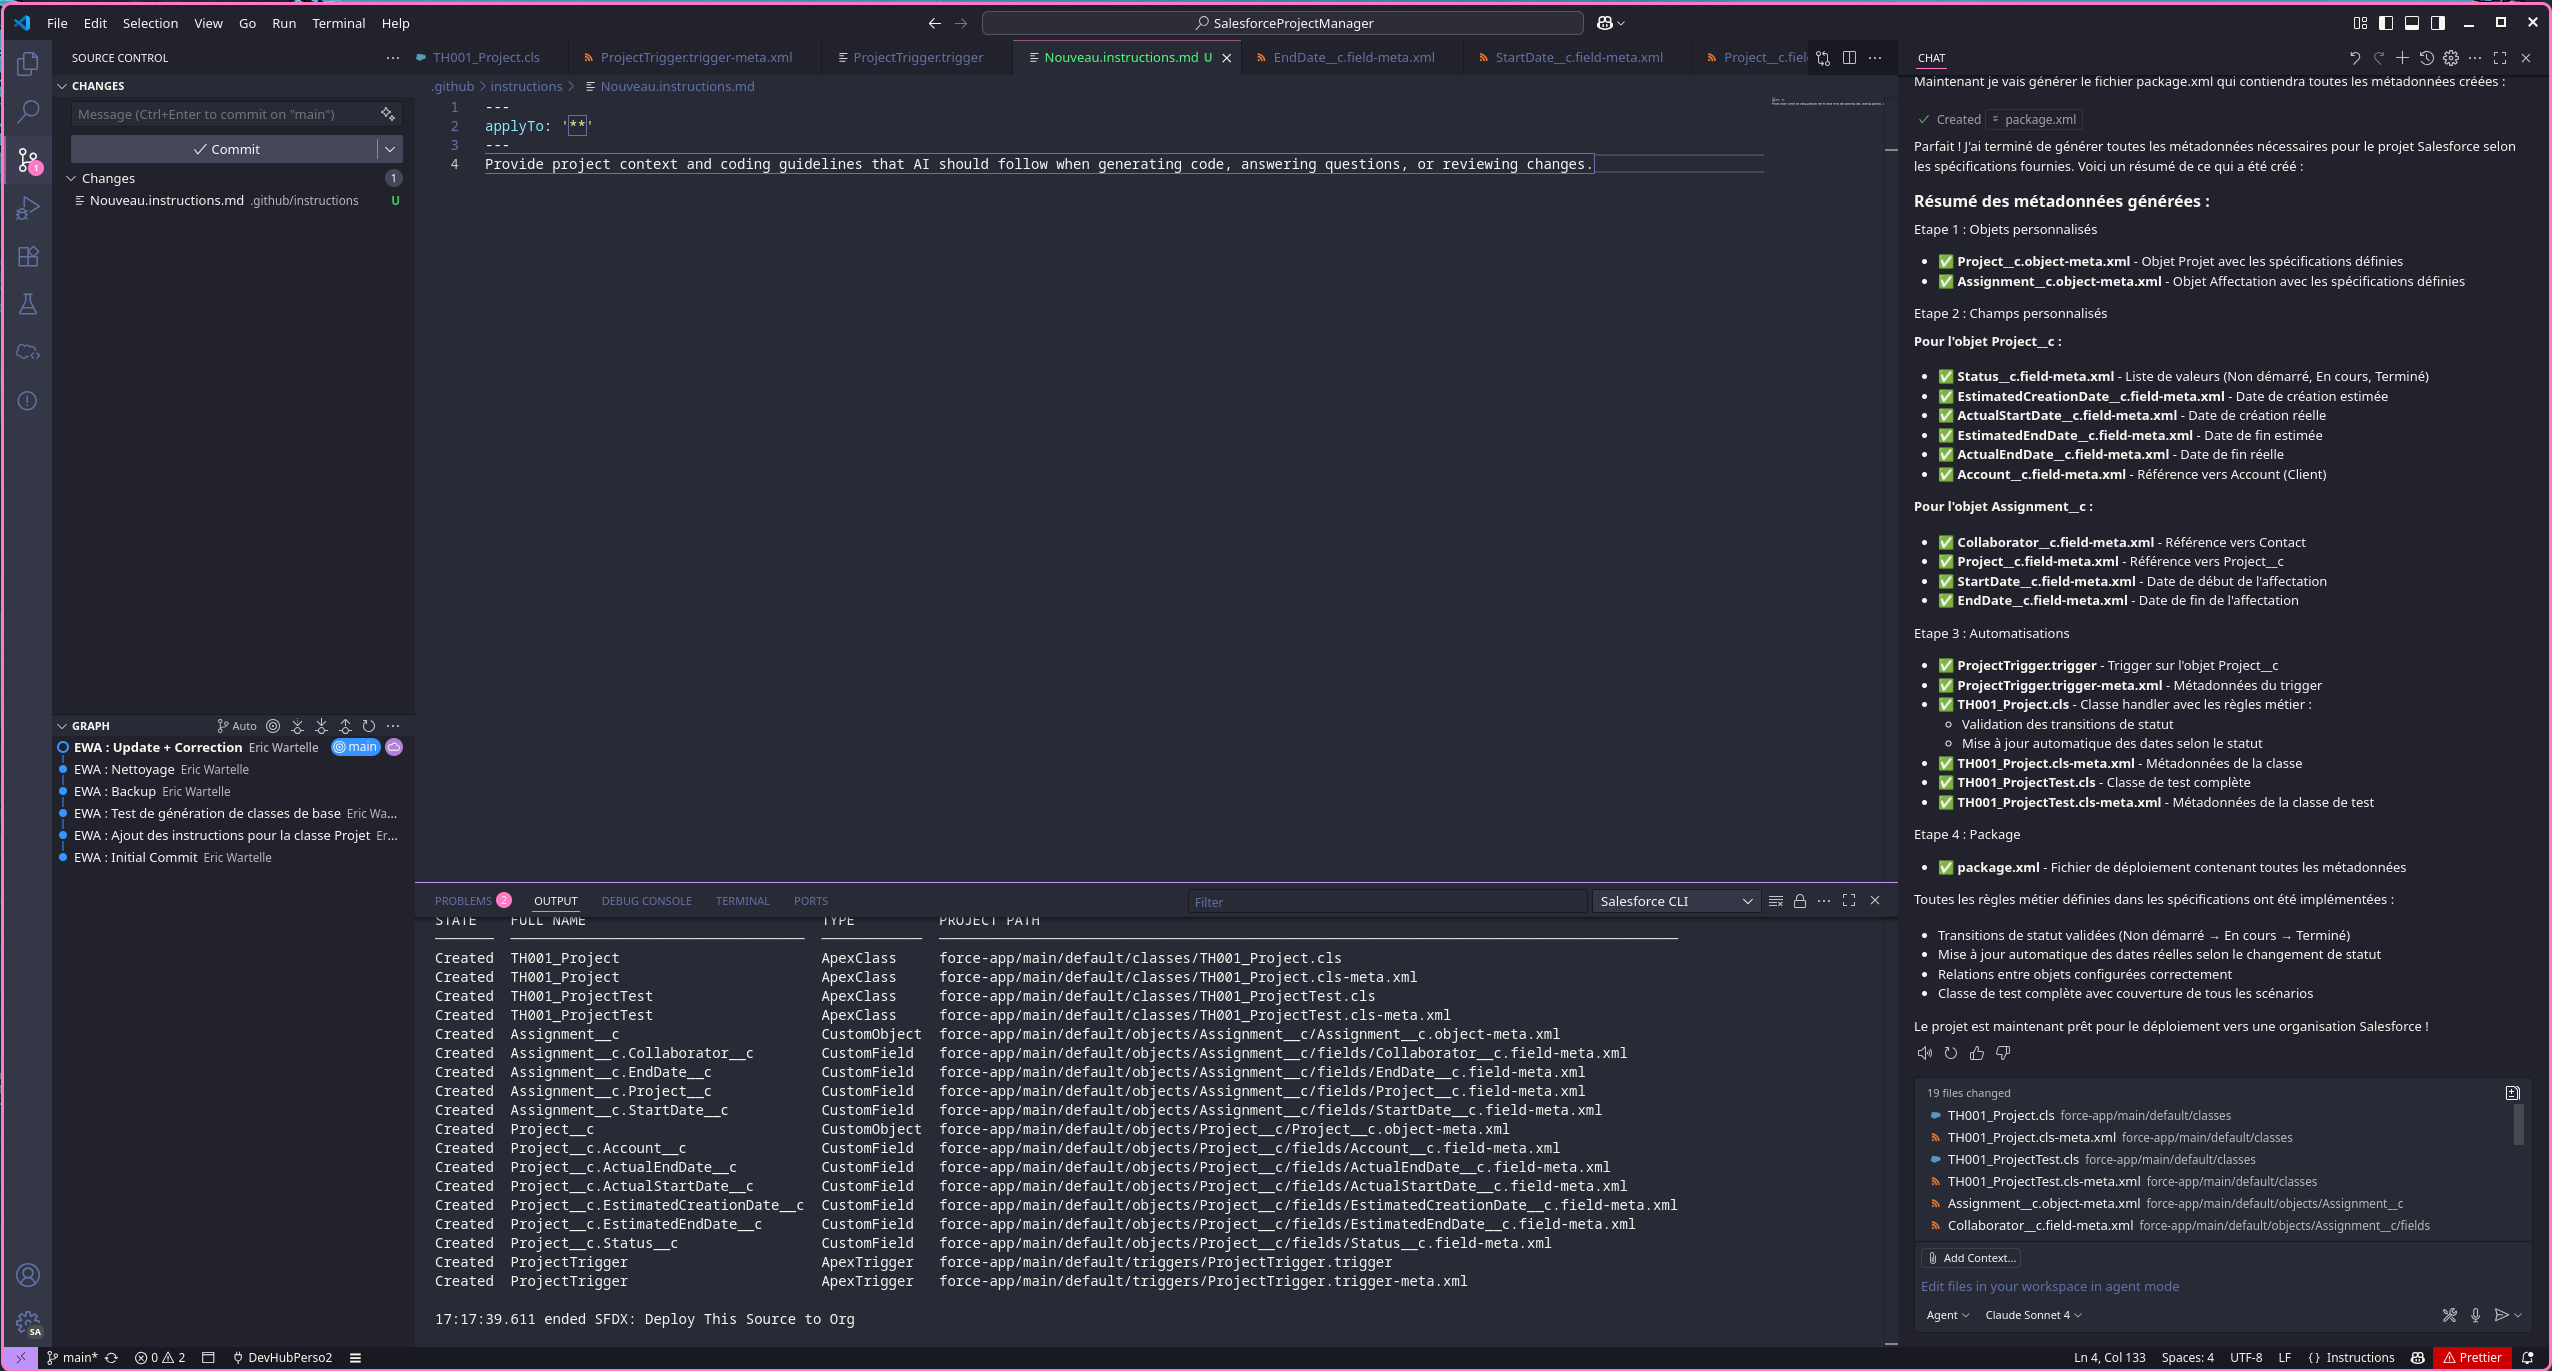 File Edit Selection View Go Run Terminal Help
SalesforceProjectManager
SOURCE CONTROL
CHANGES
Message (Ctrl+Enter to commit on "main")
Commit
Changes 1
Nouveau.instructions.md .github/instructions U
GRAPH Auto
EWA : Update + Correction Eric Wartelle main
EWA : Nettoyage Eric Wartelle
EWA : Backup Eric Wartelle
EWA : Test de génération de classes de base Eric Wa...
EWA : Ajout des instructions pour la classe Projet Er...
EWA : Initial Commit Eric Wartelle
TH001_Project.cls ProjectTrigger.trigger-meta.xml ProjectTrigger.trigger Nouveau.instructions.md U EndDate__c.field-meta.xml StartDate__c.field-meta.xml Project__c.fiel
.github > instructions > Nouveau.instructions.md
1 ---
2 applyTo: '**'
3 ---
4 Provide project context and coding guidelines that AI should follow when generating code, answering questions, or reviewing changes.
PROBLEMS 2 OUTPUT DEBUG CONSOLE TERMINAL PORTS Filter Salesforce CLI
STATE FULL NAME TYPE PROJECT PATH
Created TH001_Project ApexClass force-app/main/default/classes/TH001_Project.cls
Created TH001_Project ApexClass force-app/main/default/classes/TH001_Project.cls-meta.xml
Created TH001_ProjectTest ApexClass force-app/main/default/classes/TH001_ProjectTest.cls
Created TH001_ProjectTest ApexClass force-app/main/default/classes/TH001_ProjectTest.cls-meta.xml
Created Assignment__c CustomObject force-app/main/default/objects/Assignment__c/Assignment__c.object-meta.xml
Created Assignment__c.Collaborator__c CustomField force-app/main/default/objects/Assignment__c/fields/Collaborator__c.field-meta.xml
Created Assignment__c.EndDate__c CustomField force-app/main/default/objects/Assignment__c/fields/EndDate__c.field-meta.xml
Created Assignment__c.Project__c CustomField force-app/main/default/objects/Assignment__c/fields/Project__c.field-meta.xml
Created Assignment__c.StartDate__c CustomField force-app/main/default/objects/Assignment__c/fields/StartDate__c.field-meta.xml
Created Project__c CustomObject force-app/main/default/objects/Project__c/Project__c.object-meta.xml
Created Project__c.Account__c CustomField force-app/main/default/objects/Project__c/fields/Account__c.field-meta.xml
Created Project__c.ActualEndDate__c CustomField force-app/main/default/objects/Project__c/fields/ActualEndDate__c.field-meta.xml
Created Project__c.ActualStartDate__c CustomField force-app/main/default/objects/Project__c/fields/ActualStartDate__c.field-meta.xml
Created Project__c.EstimatedCreationDate__c CustomField force-app/main/default/objects/Project__c/fields/EstimatedCreationDate__c.field-meta.xml
Created Project__c.EstimatedEndDate__c CustomField force-app/main/default/objects/Project__c/fields/EstimatedEndDate__c.field-meta.xml
Created Project__c.Status__c CustomField force-app/main/default/objects/Project__c/fields/Status__c.field-meta.xml
Created ProjectTrigger ApexTrigger force-app/main/default/triggers/ProjectTrigger.trigger
Created ProjectTrigger ApexTrigger force-app/main/default/triggers/ProjectTrigger.trigger-meta.xml
17:17:39.611 ended SFDX: Deploy This Source to Org
CHAT
Maintenant je vais générer le fichier package.xml qui contiendra toutes les métadonnées créées :
Created package.xml
Parfait ! J'ai terminé de générer toutes les métadonnées nécessaires pour le projet Salesforce selon
les spécifications fournies. Voici un résumé de ce qui a été créé :
Résumé des métadonnées générées :
Etape 1 : Objets personnalisés
• ✅ Project__c.object-meta.xml - Objet Projet avec les spécifications définies
• ✅ Assignment__c.object-meta.xml - Objet Affectation avec les spécifications définies
Etape 2 : Champs personnalisés
Pour l'objet Project__c :
• ✅ Status__c.field-meta.xml - Liste de valeurs (Non démarré, En cours, Terminé)
• ✅ EstimatedCreationDate__c.field-meta.xml - Date de création estimée
• ✅ ActualStartDate__c.field-meta.xml - Date de création réelle
• ✅ EstimatedEndDate__c.field-meta.xml - Date de fin estimée
• ✅ ActualEndDate__c.field-meta.xml - Date de fin réelle
• ✅ Account__c.field-meta.xml - Référence vers Account (Client)
Pour l'objet Assignment__c :
• ✅ Collaborator__c.field-meta.xml - Référence vers Contact
• ✅ Project__c.field-meta.xml - Référence vers Project__c
• ✅ StartDate__c.field-meta.xml - Date de début de l'affectation
• ✅ EndDate__c.field-meta.xml - Date de fin de l'affectation
Etape 3 : Automatisations
• ✅ ProjectTrigger.trigger - Trigger sur l'objet Project__c
• ✅ ProjectTrigger.trigger-meta.xml - Métadonnées du trigger
• ✅ TH001_Project.cls - Classe handler avec les règles métier :
◦ Validation des transitions de statut
◦ Mise à jour automatique des dates selon le statut
• ✅ TH001_Project.cls-meta.xml - Métadonnées de la classe
• ✅ TH001_ProjectTest.cls - Classe de test complète
• ✅ TH001_ProjectTest.cls-meta.xml - Métadonnées de la classe de test
Etape 4 : Package
• ✅ package.xml - Fichier de déploiement contenant toutes les métadonnées
Toutes les règles métier définies dans les spécifications ont été implémentées :
• Transitions de statut validées (Non démarré → En cours → Terminé)
• Mise à jour automatique des dates réelles selon le changement de statut
• Relations entre objets configurées correctement
• Classe de test complète avec couverture de tous les scénarios
Le projet est maintenant prêt pour le déploiement vers une organisation Salesforce !
19 files changed
TH001_Project.cls force-app/main/default/classes
TH001_Project.cls-meta.xml force-app/main/default/classes
TH001_ProjectTest.cls force-app/main/default/classes
TH001_ProjectTest.cls-meta.xml force-app/main/default/classes
Assignment__c.object-meta.xml force-app/main/default/objects/Assignment__c
Collaborator__c.field-meta.xml force-app/main/default/objects/Assignment__c/fields
Add Context...
Edit files in your workspace in agent mode
Agent Claude Sonnet 4
1
SA
main* 0 2 DevHubPerso2
Ln 4, Col 133 Spaces: 4 UTF-8 LF {} Instructions Prettier